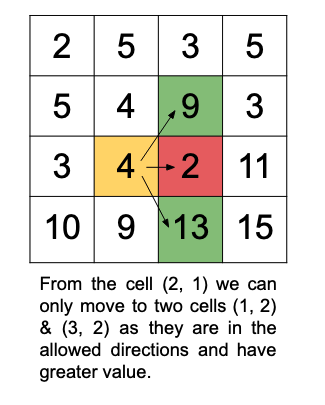 2 5 3 5
5 4 9 3
3 4 2 11
10 9 13 15
From the cell (2, 1) we can
only move to two cells (1, 2)
& (3, 2) as they are in the
allowed directions and have
greater value.